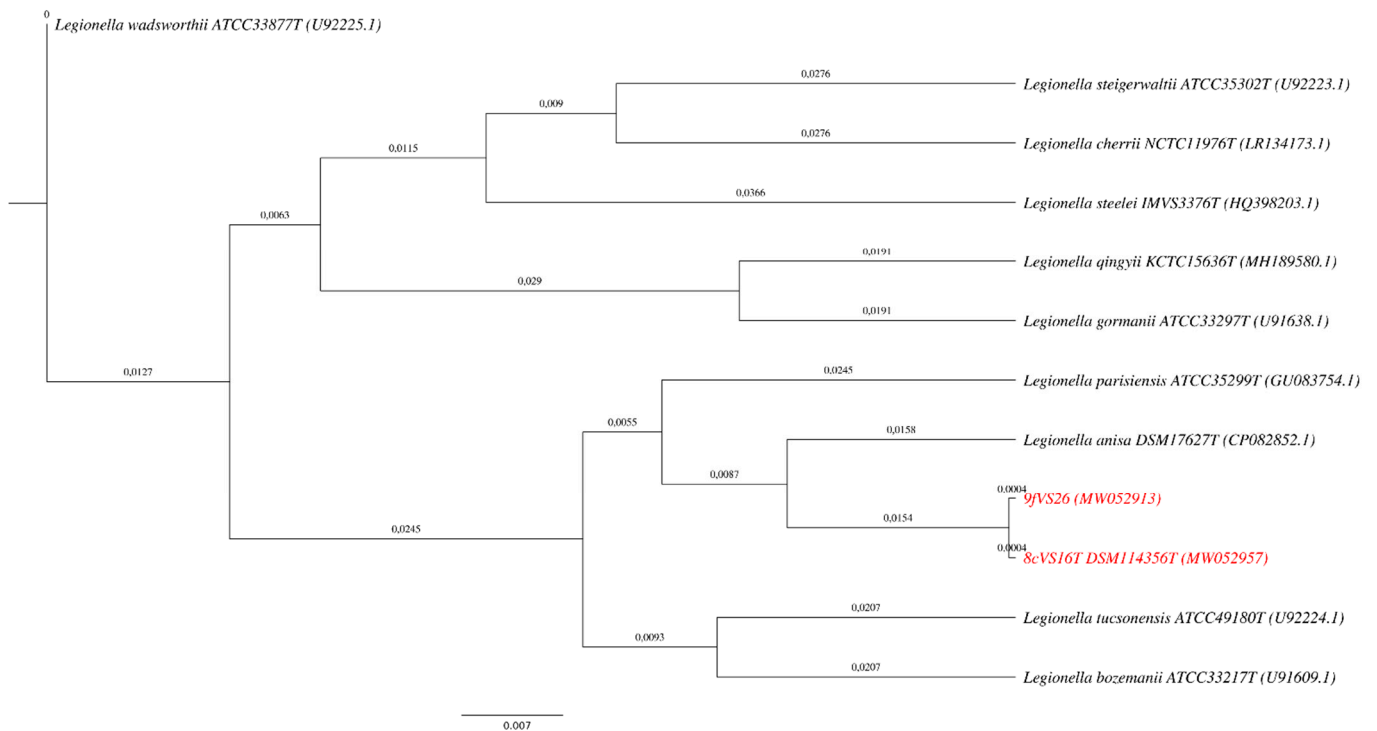 0
Legionella wadsworthii ATCC33877T (U92225.1)
0,0276
Legionella steigerwaltii ATCC35302T (U92223.1)
0,009
0,0276
Legionella cherrii NCTC11976T (LR134173.1)
0,0115
0,0366
Legionella steelei IMVS3376T (HQ398203.1)
0,0063
0,0191
Legionella qingyii KCTC15636T (MH189580.1)
0,029
0,0191
Legionella gormanii ATCC33297T (U91638.1)
0,0127
0,0245
Legionella parisiensis ATCC35299T (GU083754.1)
0,0055
0,0158
Legionella anisa DSM17627T (CP082852.1)
0,0087
0,0004
9fVS26 (MW052913)
0,0154
0,0245
0,0004
8cVS16T DSM114356T (MW052957)
0,0207
Legionella tucsonensis ATCC49180T (U92224.1)
0,0093
0,0207
Legionella bozemanii ATCC33217T (U91609.1)
0.007